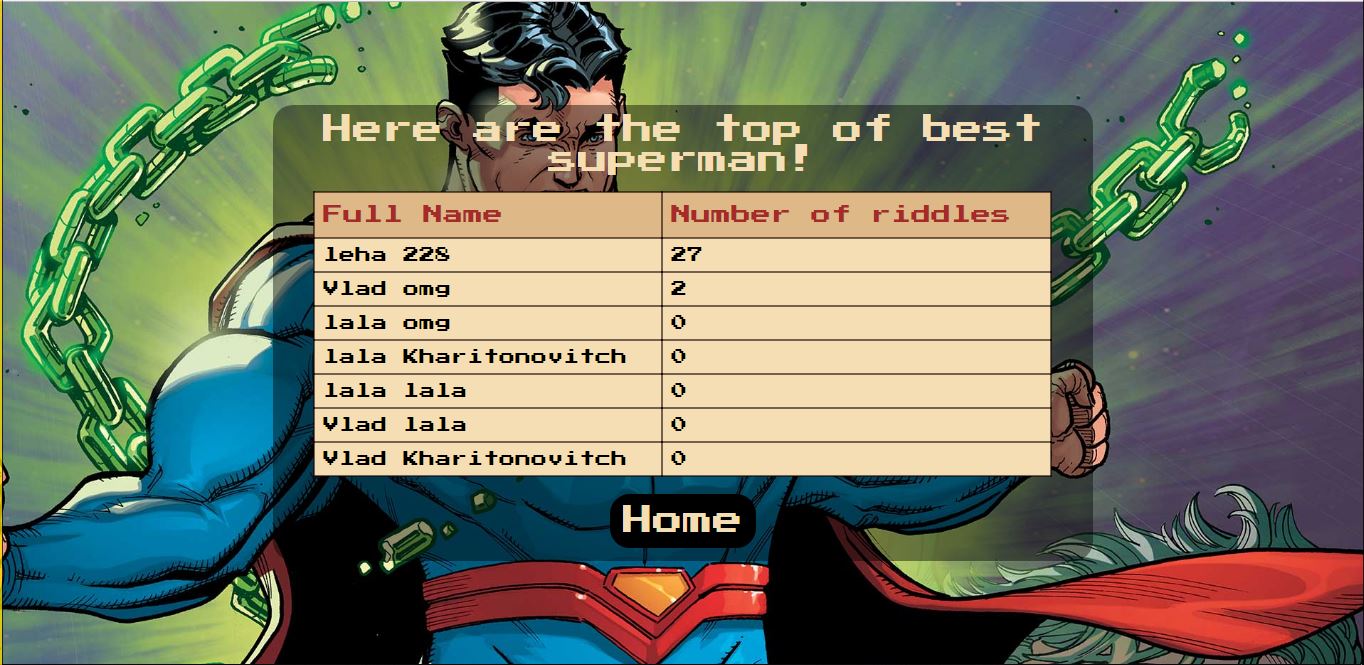 Here are the top of best
superman!
Full Name Number of riddles
leha 228 27
Vlad omg 2
lala omg 0
lala Kharitonovitch 0
lala lala 0
Vlad lala 0
Vlad Kharitonovitch 0
Home